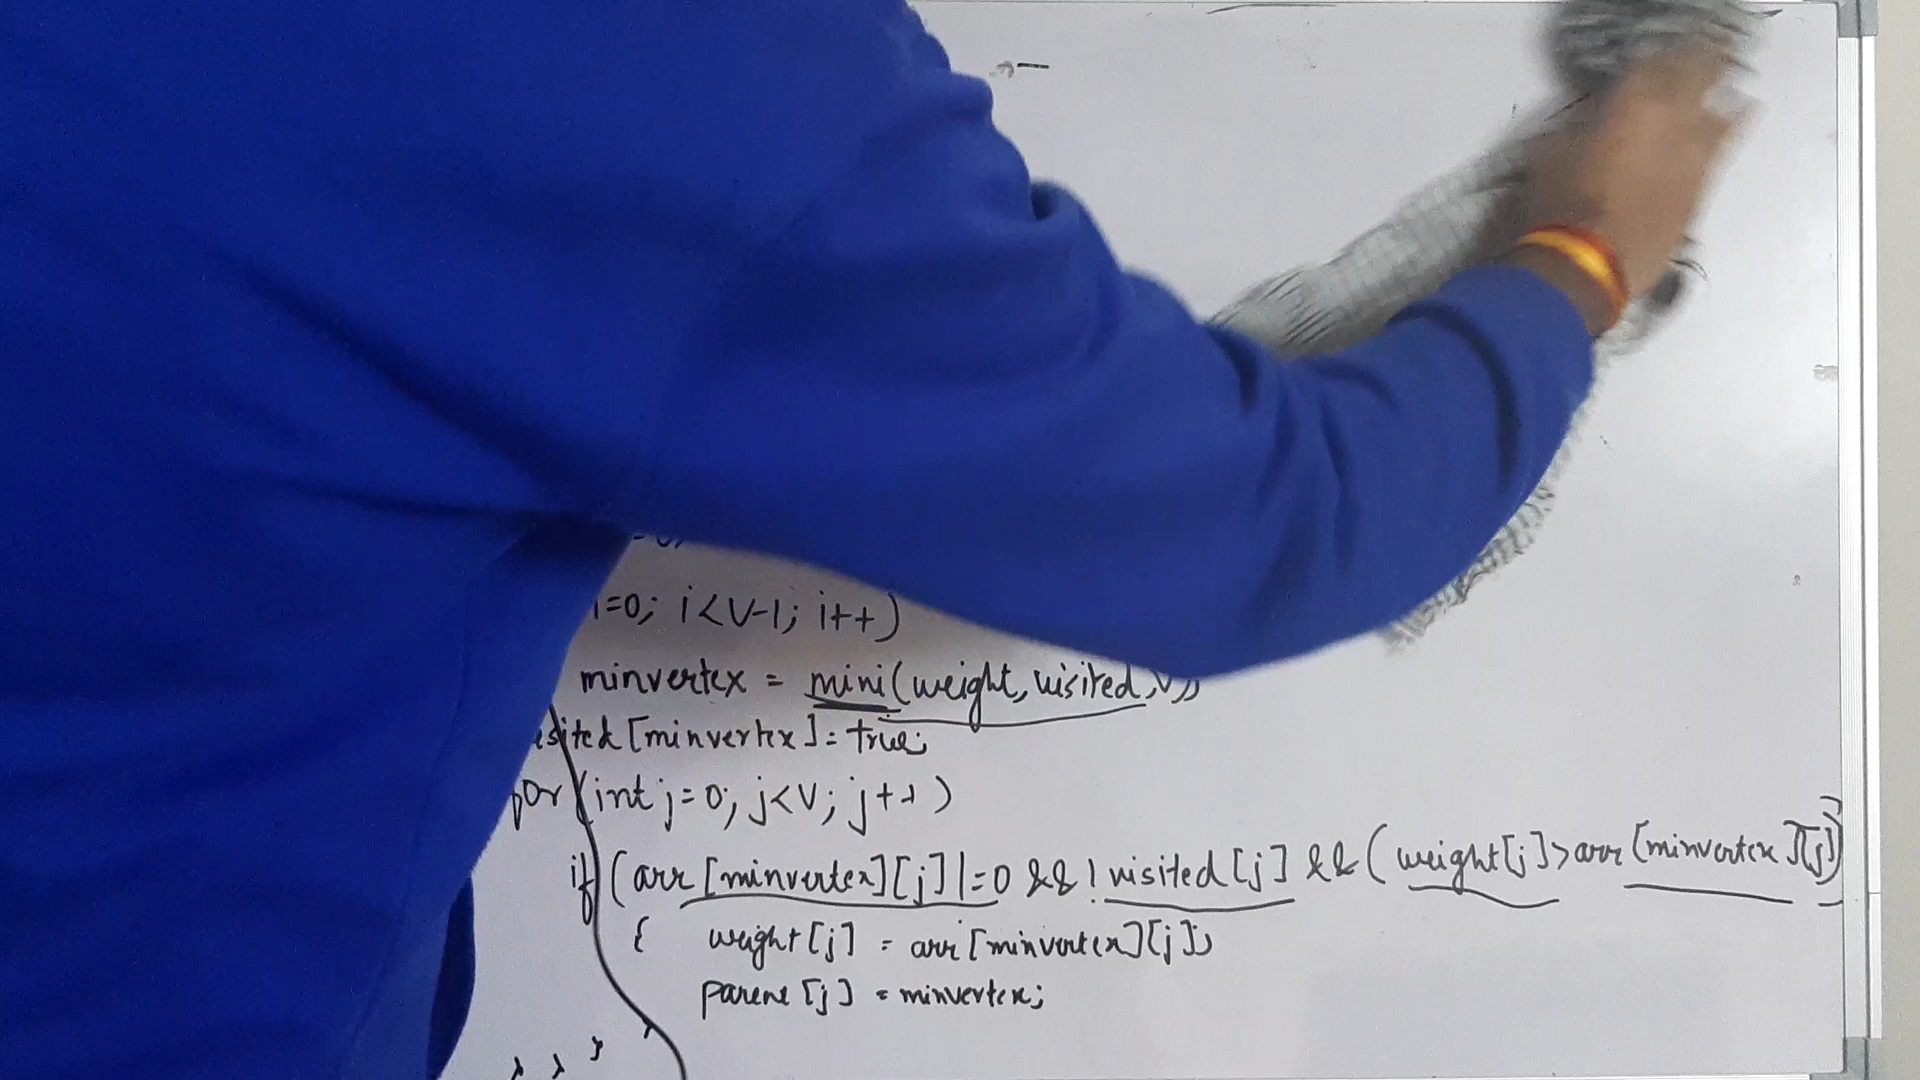 i=0; i<V-1; i++)
minvertex = mini(weight, visited, V);
isited[minvertex]=true;
for(int j=0; j<V; j++)
if (arr[minvertex][j]!=0 && !visited[j] && (weight[j]>arr[minvertex][j]))
{ weight[j] = arr[minvertex][j];
parent[j] = minvertex;
} } }